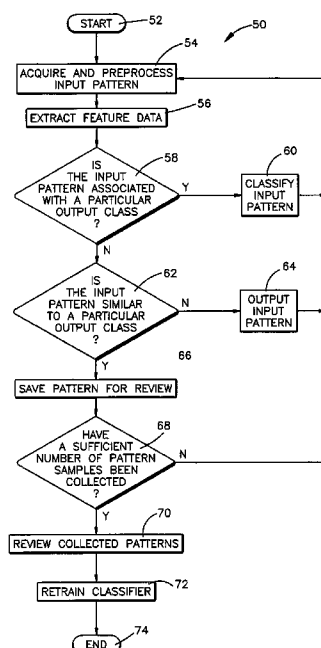 START
52
50
54
ACQUIRE AND PREPROCESS
INPUT PATTERN
56
EXTRACT FEATURE DATA
IS
THE INPUT
PATTERN ASSOCIATED
WITH A PARTICULAR
OUTPUT CLASS
?
58
Y
60
CLASSIFY
INPUT
PATTERN
N
IS
THE INPUT
PATTERN SIMILAR
TO A PARTICULAR
OUTPUT CLASS
?
62
N
64
OUTPUT
INPUT
PATTERN
Y
66
SAVE PATTERN FOR REVIEW
HAVE
A SUFFICIENT
NUMBER OF PATTERN
SAMPLES BEEN
COLLECTED
?
68
N
Y
70
REVIEW COLLECTED PATTERNS
RETRAIN CLASSIFIER
72
END
74